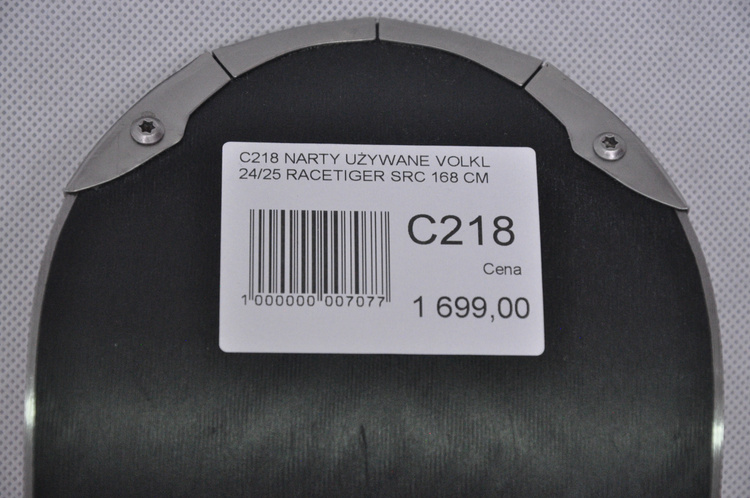 C218 NARTY UŻYWANE VOLKL
24/25 RACETIGER SRC 168 CM
C218
Cena
1 000000 007077
1 699,00